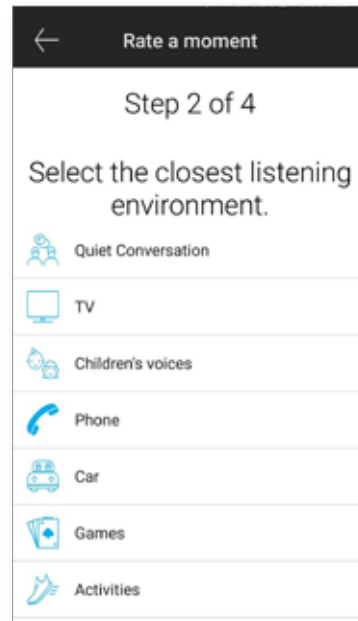 Rate a moment
Step 2 of 4
Select the closest listening
environment.
Quiet Conversation
TV
Children's voices
Phone
Car
Games
Activities